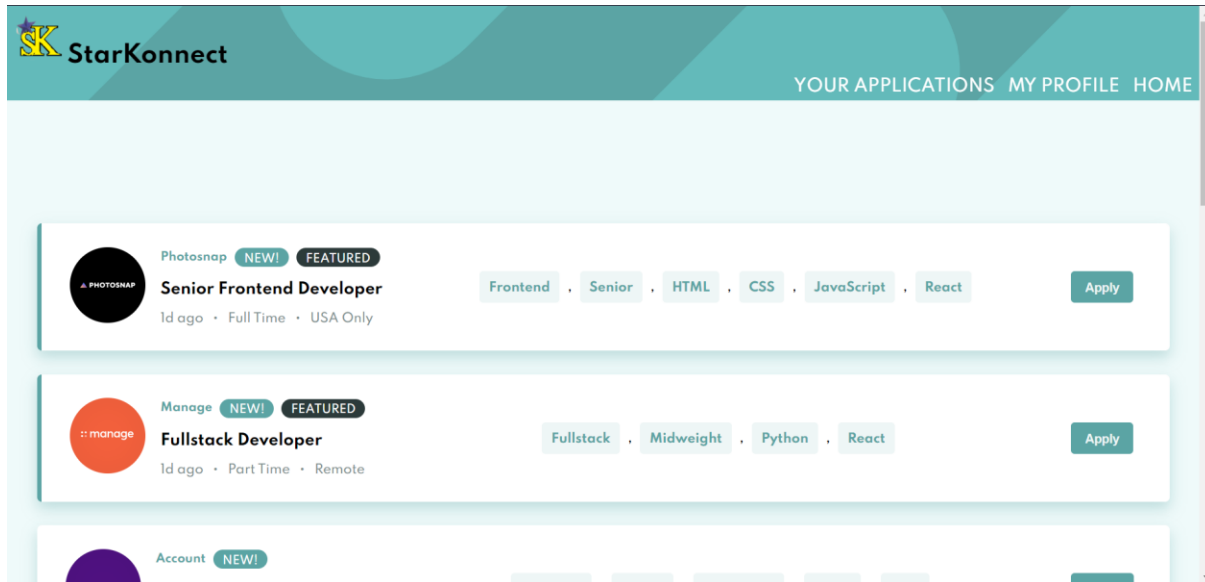 SK StarKonnect
YOUR APPLICATIONS MY PROFILE HOME
Photosnap NEW! FEATURED
PHOTOSNAP
Senior Frontend Developer
Frontend , Senior , HTML , CSS , JavaScript , React
Apply
1d ago • Full Time • USA Only
Manage NEW! FEATURED
:: manage
Fullstack Developer
Fullstack , Midweight , Python , React
Apply
1d ago • Part Time • Remote
Account NEW!